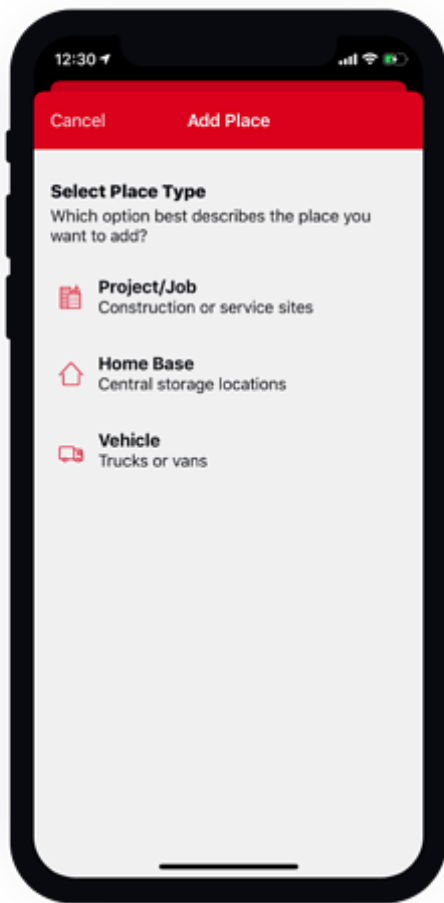 12:30
Cancel
Add Place
Select Place Type
Which option best describes the place you
want to add?
Project/Job
Construction or service sites
Home Base
Central storage locations
Vehicle
Trucks or vans